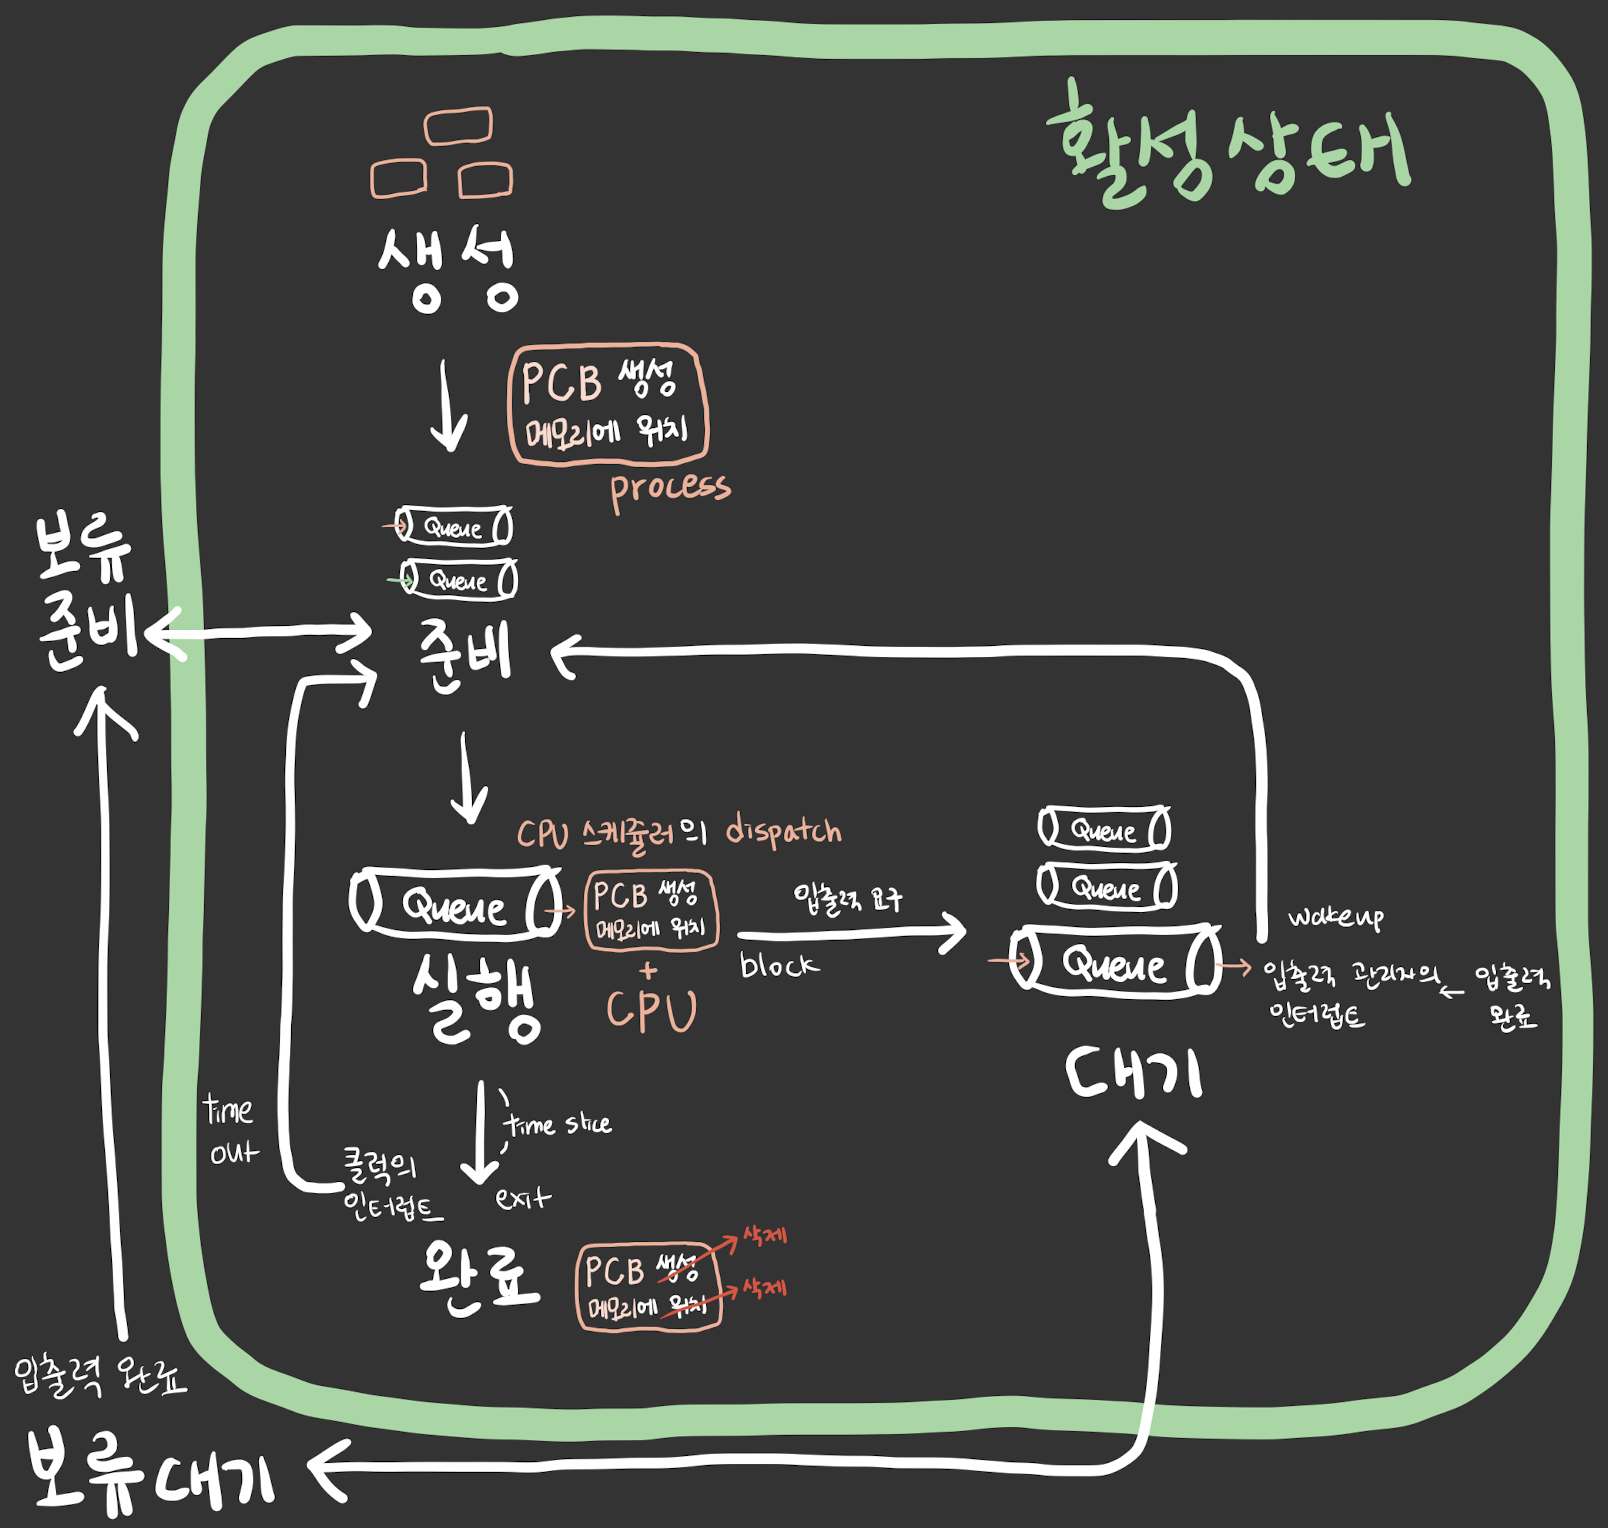 활성상태
생성
PCB 생성
메모리에 위치
process
Queue
Queue
보류
준비
준비
CPU 스케쥴러의 dispatch
Queue
PCB 생성
메모리에 위치
+
CPU
실행
입출력 요구
block
Queue
Queue
Queue
wakeup
입출력 관리자의 ← 입출력
인터럽트 완료
대기
time
out
time slice
클럭의
인터럽트
exit
완료
PCB 생성 삭제
메모리에 위치 삭제
입출력 완료
보류대기